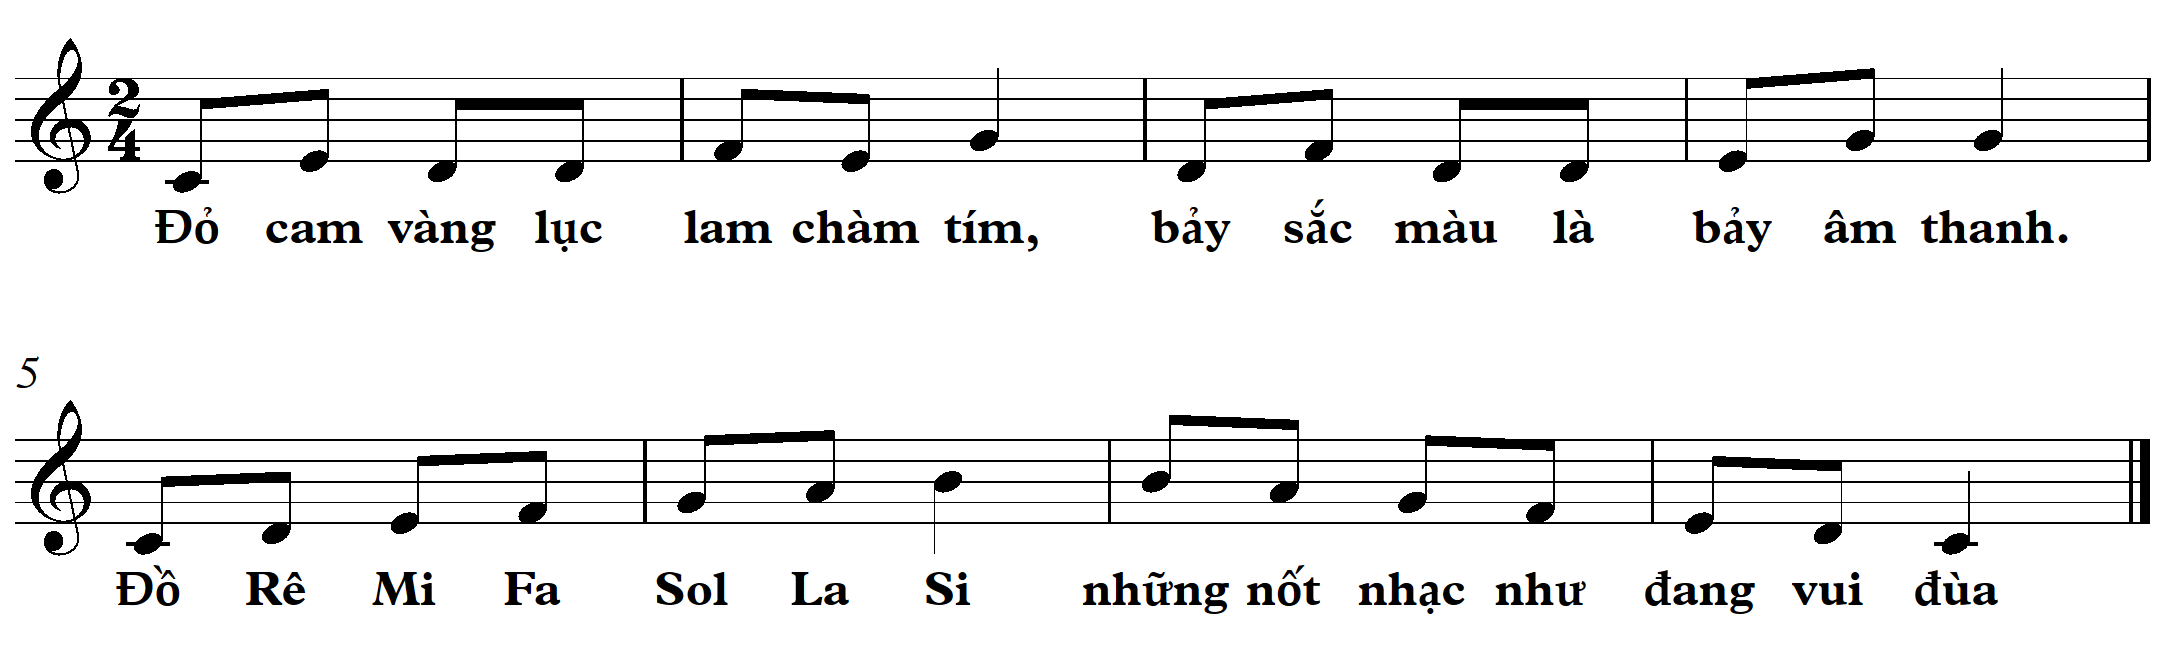 2
4
Đỏ cam vàng lục lam chàm tím, bảy sắc màu là bảy âm thanh.
5
Đồ Rê Mi Fa Sol La Si những nốt nhạc như đang vui đùa